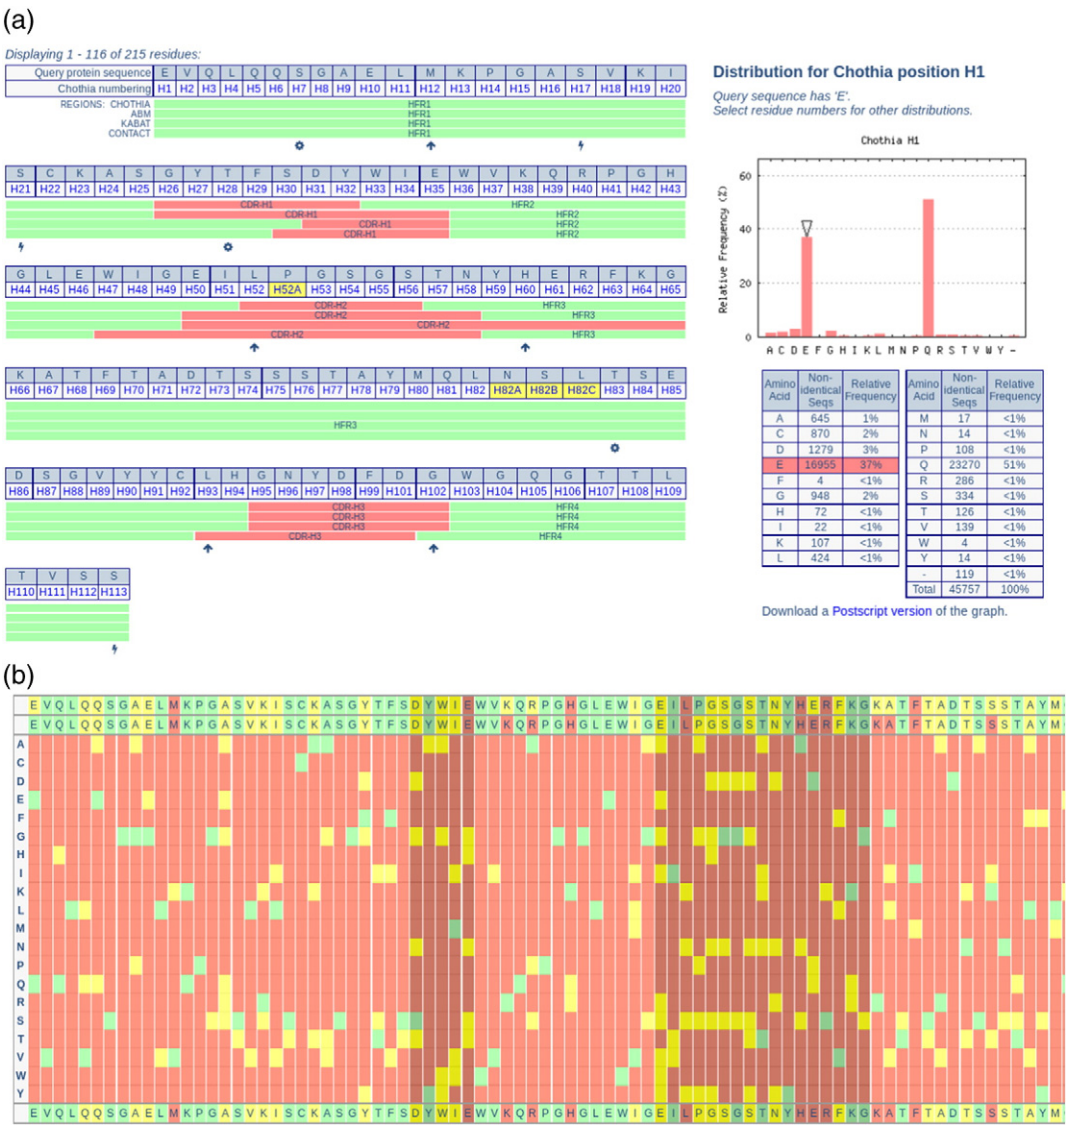 (a)
Displaying 1 - 116 of 215 residues:
Query protein sequence E V Q L Q Q S G A E L M K P G A S V K I
Chothia numbering H1 H2 H3 H4 H5 H6 H7 H8 H9 H10 H11 H12 H13 H14 H15 H16 H17 H18 H19 H20
REGIONS: CHOTHIA HFR1
ABM HFR1
KABAT HFR1
CONTACT HFR1
S C K A S G Y T F S D Y W I E W V K Q R P G H
H21 H22 H23 H24 H25 H26 H27 H28 H29 H30 H31 H32 H33 H34 H35 H36 H37 H38 H39 H40 H41 H42 H43
CDR-H1 HFR2
CDR-H1 HFR2
CDR-H1 HFR2
CDR-H1 HFR2
G L E W I G E I L P G S G S T N Y H E R F K G
H44 H45 H46 H47 H48 H49 H50 H51 H52 H52A H53 H54 H55 H56 H57 H58 H59 H60 H61 H62 H63 H64 H65
CDR-H2 HFR3
CDR-H2 HFR3
CDR-H2
CDR-H2 HFR3
K A T F T A D T S S S T A Y M Q L N S L T S E
H66 H67 H68 H69 H70 H71 H72 H73 H74 H75 H76 H77 H78 H79 H80 H81 H82 H82A H82B H82C H83 H84 H85
HFR3
D S G V Y Y C L H G N Y D F D G W G Q G T T L
H86 H87 H88 H89 H90 H91 H92 H93 H94 H95 H96 H97 H98 H99 H101 H102 H103 H104 H105 H106 H107 H108 H109
CDR-H3 HFR4
CDR-H3 HFR4
CDR-H3 HFR4
CDR-H3 HFR4
T V S S
H110 H111 H112 H113
Distribution for Chothia position H1
Query sequence has 'E'.
Select residue numbers for other distributions.
Chothia H1
Relative Frequency (%)
60
40
20
0
A C D E F G H I K L M N P Q R S T V W Y -
Amino Acid Non-identical Seqs Relative Frequency Amino Acid Non-identical Seqs Relative Frequency
A 645 1% M 17 <1%
C 870 2% N 14 <1%
D 1279 3% P 108 <1%
E 16955 37% Q 23270 51%
F 4 <1% R 286 <1%
G 948 2% S 334 <1%
H 72 <1% T 126 <1%
I 22 <1% V 139 <1%
K 107 <1% W 4 <1%
L 424 <1% Y 14 <1%
- 119 <1%
Total 45757 100%
Download a Postscript version of the graph.
(b)
E V Q L Q Q S G A E L M K P G A S V K I S C K A S G Y T F S D Y W I E W V K Q R P G H G L E W I G E I L P G S G S T N Y H E R F K G K A T F T A D T S S S T A Y M
E V Q L Q Q S G A E L M K P G A S V K I S C K A S G Y T F S D Y W I E W V K Q R P G H G L E W I G E I L P G S G S T N Y H E R F K G K A T F T A D T S S S T A Y M
A
C
D
E
F
G
H
I
K
L
M
N
P
Q
R
S
T
V
W
Y
E V Q L Q Q S G A E L M K P G A S V K I S C K A S G Y T F S D Y W I E W V K Q R P G H G L E W I G E I L P G S G S T N Y H E R F K G K A T F T A D T S S S T A Y M